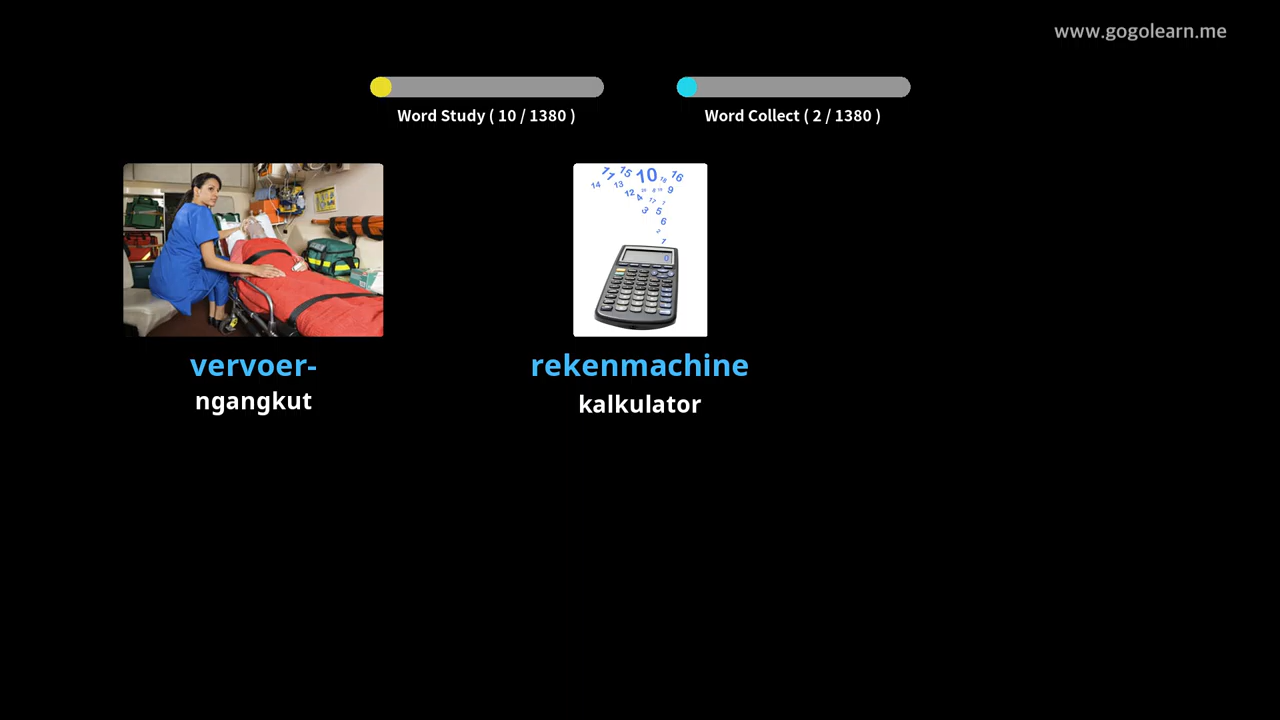 www.gogolearn.me
Word Study ( 10 / 1380 )
Word Collect ( 2 / 1380 )
vervoer-
ngangkut
rekenmachine
kalkulator